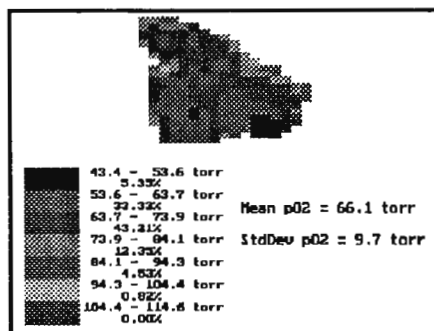 43.4 - 53.6 torr
5.35%
53.6 - 63.7 torr
33.33%
63.7 - 73.9 torr
43.21%
73.9 - 84.1 torr
12.35%
84.1 - 94.3 torr
4.53%
94.3 - 104.4 torr
0.82%
104.4 - 114.6 torr
0.00%
Mean pO2 = 66.1 torr
StdDev pO2 = 9.7 torr